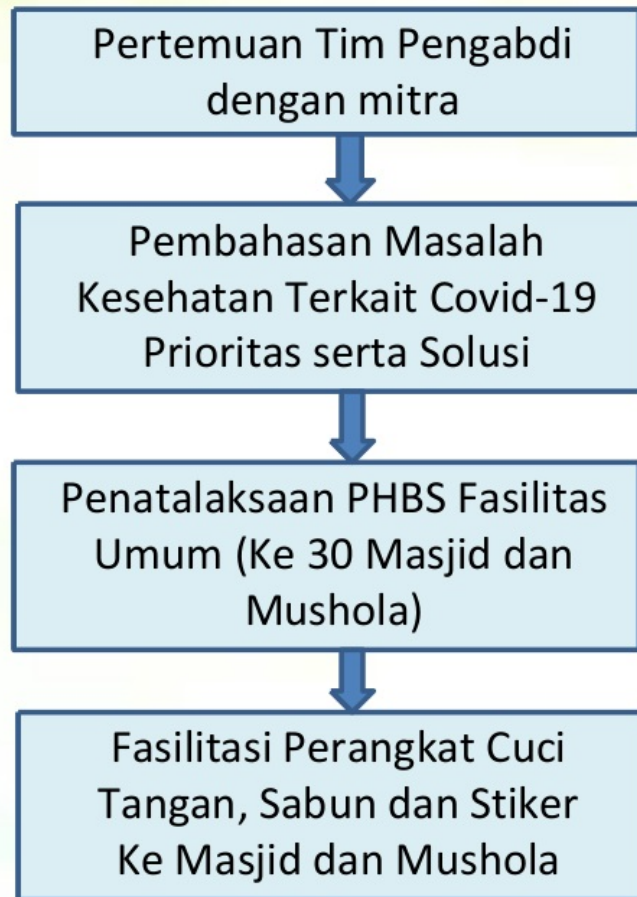 Pertemuan Tim Pengabdi
dengan mitra
Pembahasan Masalah
Kesehatan Terkait Covid-19
Prioritas serta Solusi
Penatalaksaan PHBS Fasilitas
Umum (Ke 30 Masjid dan
Mushola)
Fasilitasi Perangkat Cuci
Tangan, Sabun dan Stiker
Ke Masjid dan Mushola